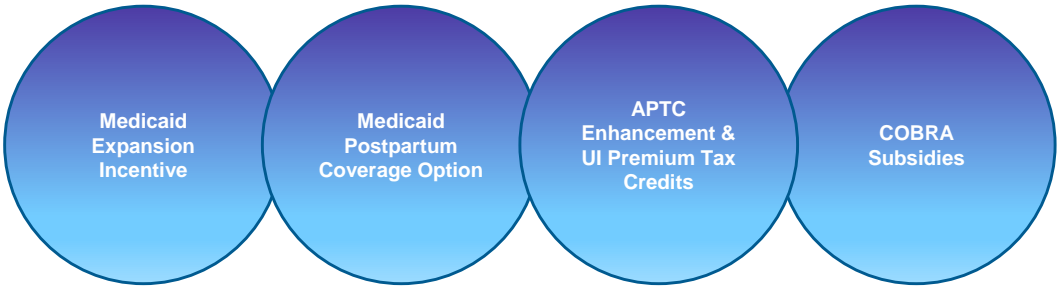 Medicaid
Expansion
Incentive
Medicaid
Postpartum
Coverage Option
APTC
Enhancement &
UI Premium Tax
Credits
COBRA
Subsidies